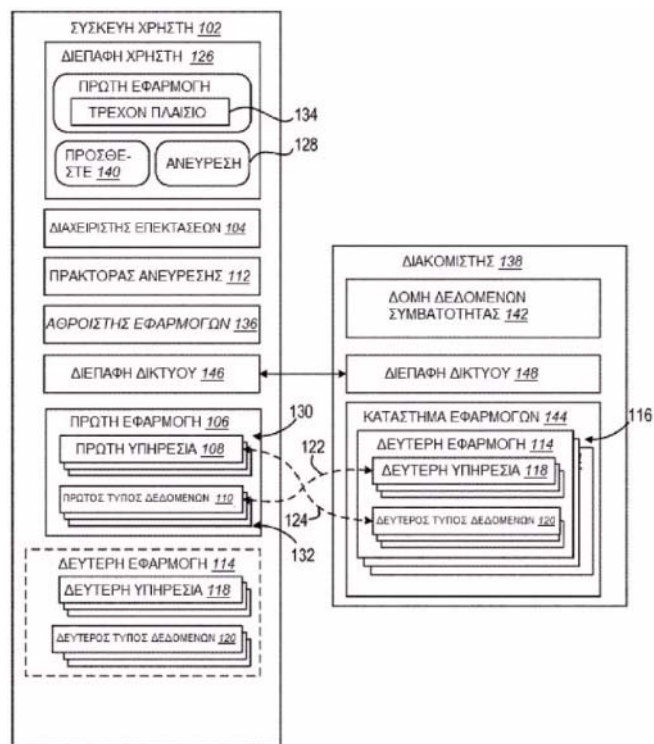 ΣΥΣΚΕΥΗ ΧΡΗΣΤΗ 102
ΔΙΕΠΑΦΗ ΧΡΗΣΤΗ 126
ΠΡΩΤΗ ΕΦΑΡΜΟΓΗ
ΤΡΕΧΟΝ ΠΛΑΙΣΙΟ
134
ΠΡΟΣΘΕ-
ΣΤΕ 140
ΑΝΕΥΡΕΣΗ
128
ΔΙΑΧΕΙΡΙΣΤΗΣ ΕΠΕΚΤΑΣΕΩΝ 104
ΠΡΑΚΤΟΡΑΣ ΑΝΕΥΡΕΣΗΣ 112
ΑΘΡΟΙΣΤΗΣ ΕΦΑΡΜΟΓΩΝ 136
ΔΙΕΠΑΦΗ ΔΙΚΤΥΟΥ 146
ΠΡΩΤΗ ΕΦΑΡΜΟΓΗ 106
130
ΠΡΩΤΗ ΥΠΗΡΕΣΙΑ 108
ΠΡΩΤΟΣ ΤΥΠΟΣ ΔΕΔΟΜΕΝΩΝ 110
132
122
124
ΔΕΥΤΕΡΗ ΕΦΑΡΜΟΓΗ 114
ΔΕΥΤΕΡΗ ΥΠΗΡΕΣΙΑ 118
ΔΕΥΤΕΡΟΣ ΤΥΠΟΣ ΔΕΔΟΜΕΝΩΝ 120
ΔΙΑΚΟΜΙΣΤΗΣ 138
ΔΟΜΗ ΔΕΔΟΜΕΝΩΝ
ΣΥΜΒΑΤΟΤΗΤΑΣ 142
ΔΙΕΠΑΦΗ ΔΙΚΤΥΟΥ 148
ΚΑΤΑΣΤΗΜΑ ΕΦΑΡΜΟΓΩΝ 144
116
ΔΕΥΤΕΡΗ ΕΦΑΡΜΟΓΗ 114
ΔΕΥΤΕΡΗ ΥΠΗΡΕΣΙΑ 118
ΔΕΥΤΕΡΟΣ ΤΥΠΟΣ ΔΕΔΟΜΕΝΩΝ 120